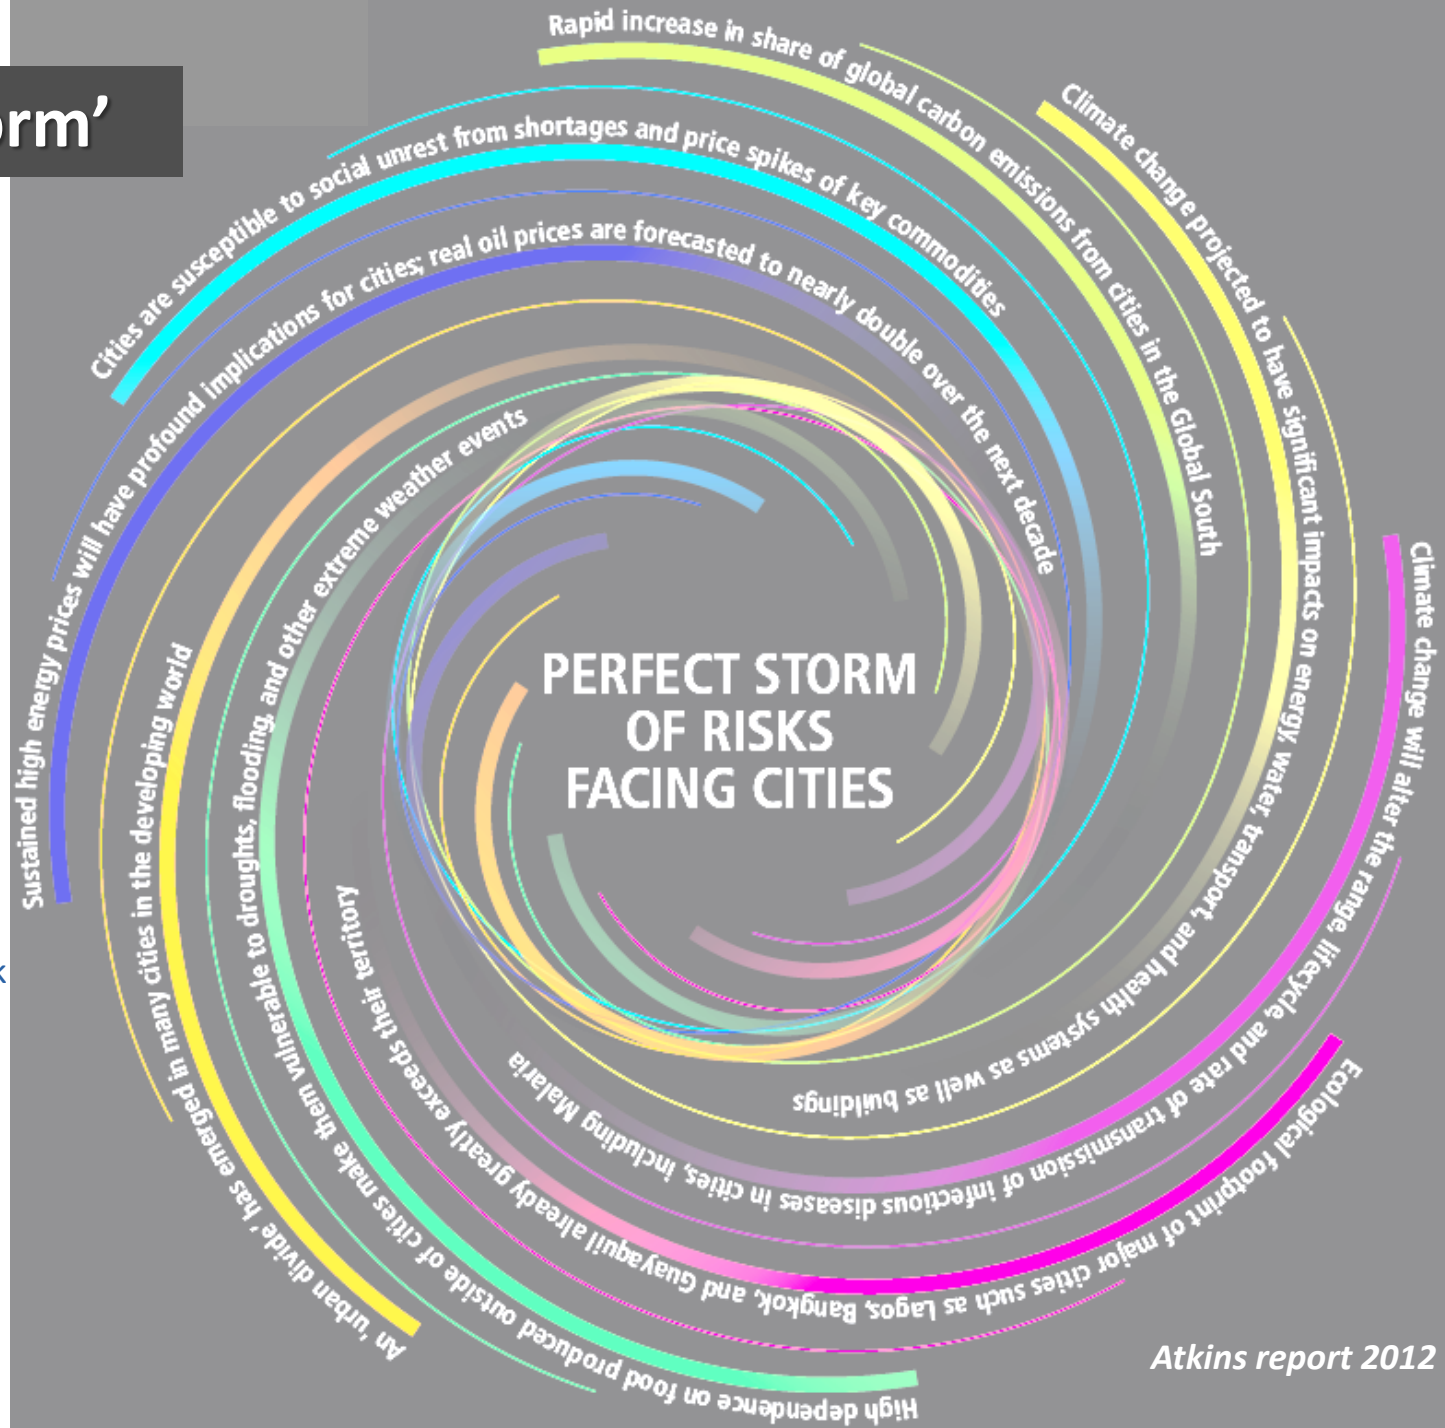 orm’
Rapid increase in share of global carbon emissions from cities in the Global South
Climate change projected to have significant impacts on energy, water, transport, and health systems as well as buildings
Climate change will alter the range, lifecycle, and rate of transmission of infectious diseases in cities, including Malaria
Ecological footprint of major cities such as Lagos, Bangkok, and Guayaquil already greatly exceeds their territory
High dependence on food produced outside of cities make them vulnerable to droughts, flooding, and other extreme weather events
An 'urban divide' has emerged in many cities in the developing world
Sustained high energy prices will have profound implications for cities; real oil prices are forecasted to nearly double over the next decade
Cities are susceptible to social unrest from shortages and price spikes of key commodities
PERFECT STORM
OF RISKS
FACING CITIES
k
Atkins report 2012